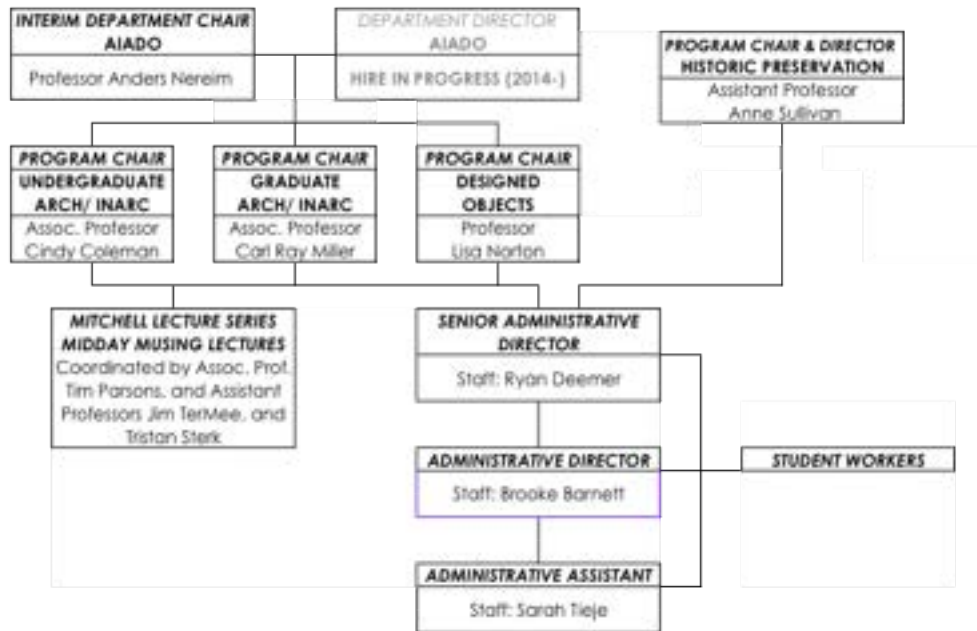 INTERIM DEPARTMENT CHAIR
AIADO
Professor Anders Nereim
DEPARTMENT DIRECTOR
AIADO
HIRE IN PROGRESS (2014-)
PROGRAM CHAIR & DIRECTOR
HISTORIC PRESERVATION
Assistant Professor
Anne Sullivan
PROGRAM CHAIR
UNDERGRADUATE
ARCH/ INARC
Assoc. Professor
Cindy Coleman
PROGRAM CHAIR
GRADUATE
ARCH/ INARC
Assoc. Professor
Carl Ray Miller
PROGRAM CHAIR
DESIGNED
OBJECTS
Professor
Lisa Norton
MITCHELL LECTURE SERIES
MIDDAY MUSING LECTURES
Coordinated by Assoc. Prof.
Tim Parsons, and Assistant
Professors Jim TerMee, and
Tristan Sterk
SENIOR ADMINISTRATIVE
DIRECTOR
Staff: Ryan Deemer
ADMINISTRATIVE DIRECTOR
Staff: Brooke Barnett
STUDENT WORKERS
ADMINISTRATIVE ASSISTANT
Staff: Sarah Tieje